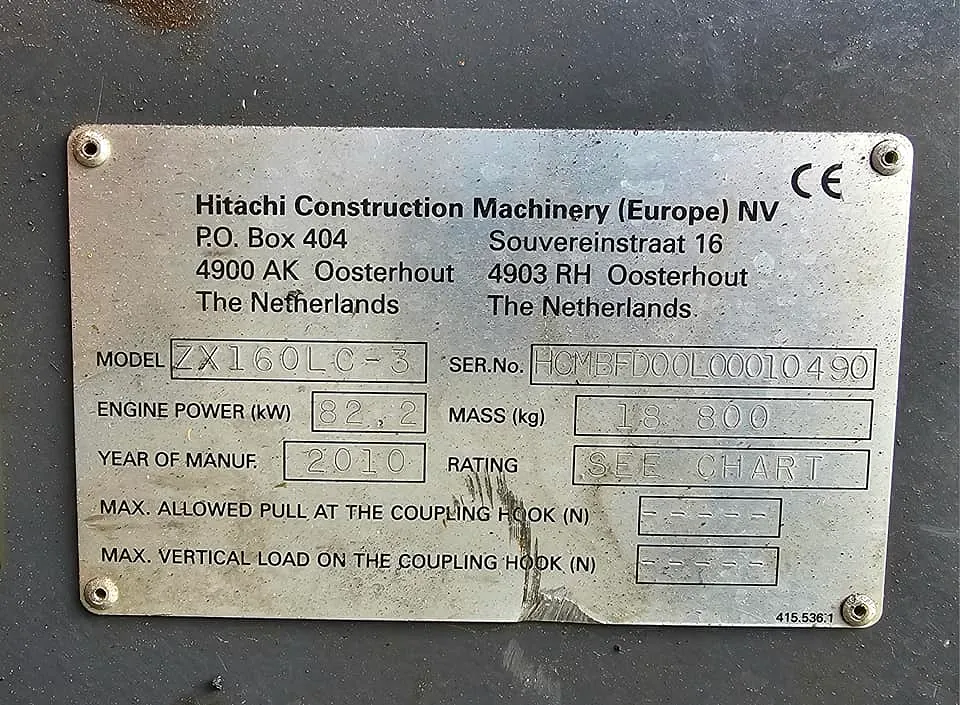 CE
Hitachi Construction Machinery (Europe) NV
P.O. Box 404 Souvereinstraat 16
4900 AK Oosterhout 4903 RH Oosterhout
The Netherlands The Netherlands
MODEL ZX160LC-3 SER.No. HCMBFD00L00010490
ENGINE POWER (kW) 82,2 MASS (kg) 18 800
YEAR OF MANUF. 2010 RATING SEE CHART
MAX. ALLOWED PULL AT THE COUPLING HOOK (N) -----
MAX. VERTICAL LOAD ON THE COUPLING HOOK (N) -----
415.536.1